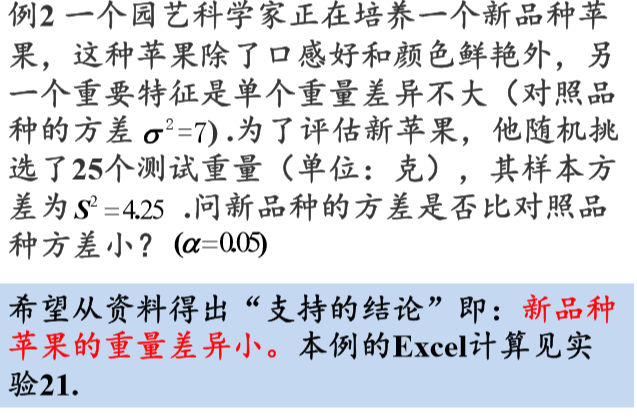 例2 一个园艺科学家正在培养一个新品种苹
果，这种苹果除了口感好和颜色鲜艳外，另
一个重要特征是单个重量差异不大（对照品
种的方差 σ²=7) .为了评估新苹果，他随机挑
选了25个测试重量（单位：克），其样本方
差为 S² =4.25 .问新品种的方差是否比对照品
种方差小？ (α=0.05)
希望从资料得出“支持的结论”即：新品种
苹果的重量差异小。本例的Excel计算见实
验21.